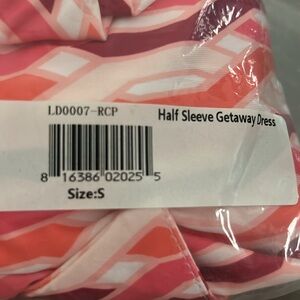 LD0007-RCP Half Sleeve Getaway Dress
8 16386 02025 5
Size:S